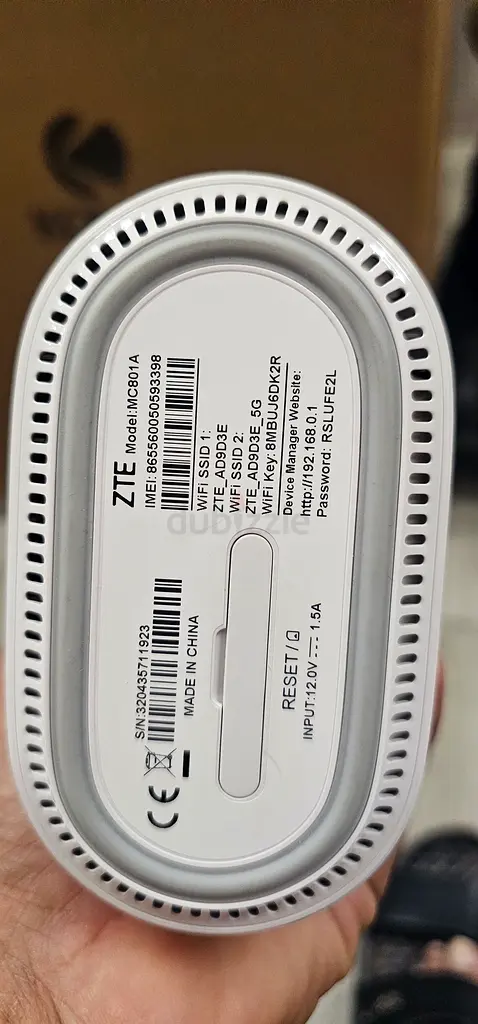 ZTE Model:MC801A
IMEI: 865560050593398
WiFi SSID 1:
ZTE_AD9D3E
WiFi SSID 2:
ZTE_AD9D3E_5G
WiFi Key: 8MBUJ6DK2R
Device Manager Website:
http://192.168.0.1
Password: RSLUFE2L
S/N:320435711923
MADE IN CHINA
CE
RESET/
INPUT:12.0V⎓1.5A
dubizzle